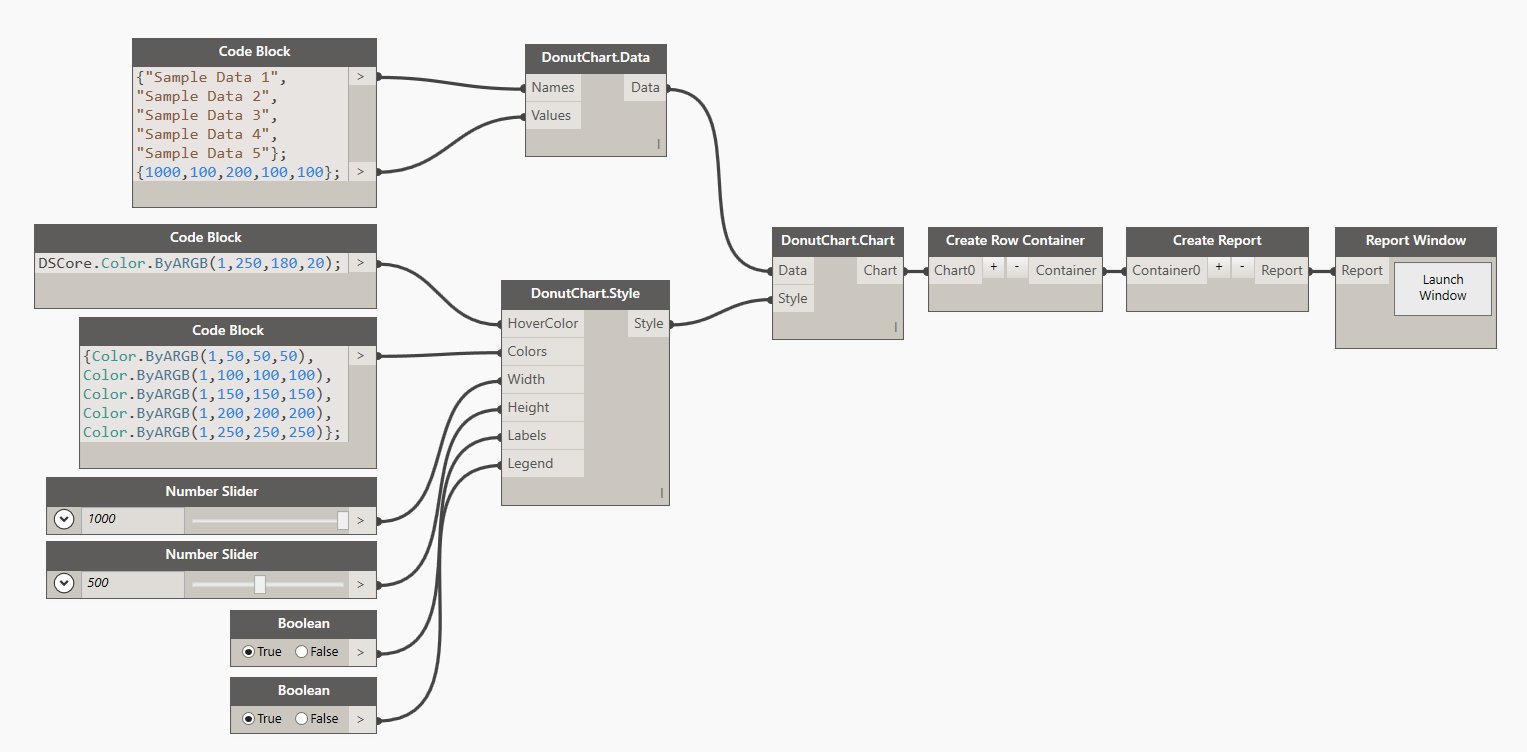 Code Block
{"Sample Data 1",
"Sample Data 2",
"Sample Data 3",
"Sample Data 4",
"Sample Data 5"};
{1000,100,200,100,100};
>
>
DonutChart.Data
Names
Data
Values
Code Block
DSCore.Color.ByARGB(1,250,180,20);
>
Code Block
{Color.ByARGB(1,50,50,50),
Color.ByARGB(1,100,100,100),
Color.ByARGB(1,150,150,150),
Color.ByARGB(1,200,200,200),
Color.ByARGB(1,250,250,250)};
>
Number Slider
1000
>
Number Slider
500
>
Boolean
True False
>
Boolean
True False
>
DonutChart.Style
HoverColor
Style
Colors
Width
Height
Labels
Legend
DonutChart.Chart
Data
Chart
Style
Create Row Container
Chart0 + - Container
Create Report
Container0 + - Report
Report Window
Report
Launch
Window